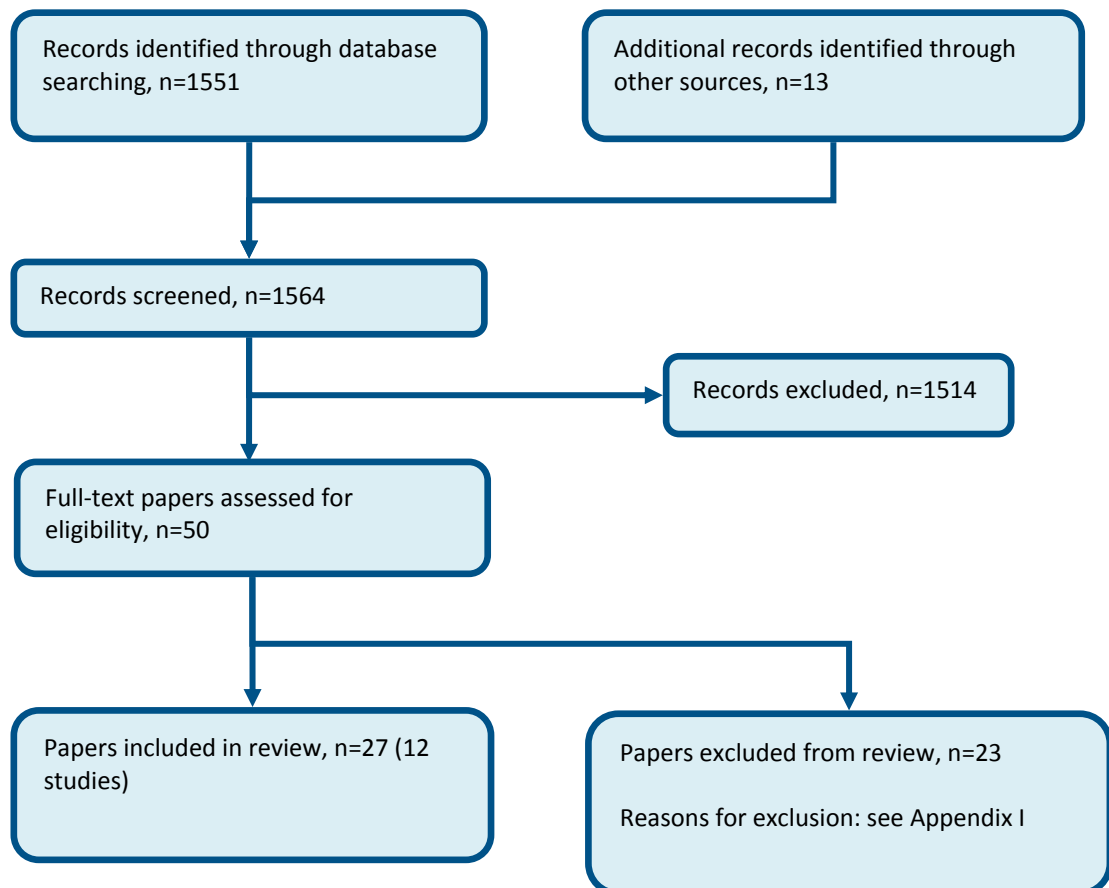 Records identified through database
searching, n=1551
Additional records identified through
other sources, n=13
Records screened, n=1564
Records excluded, n=1514
Full-text papers assessed for
eligibility, n=50
Papers included in review, n=27 (12
studies)
Papers excluded from review, n=23
Reasons for exclusion: see Appendix I